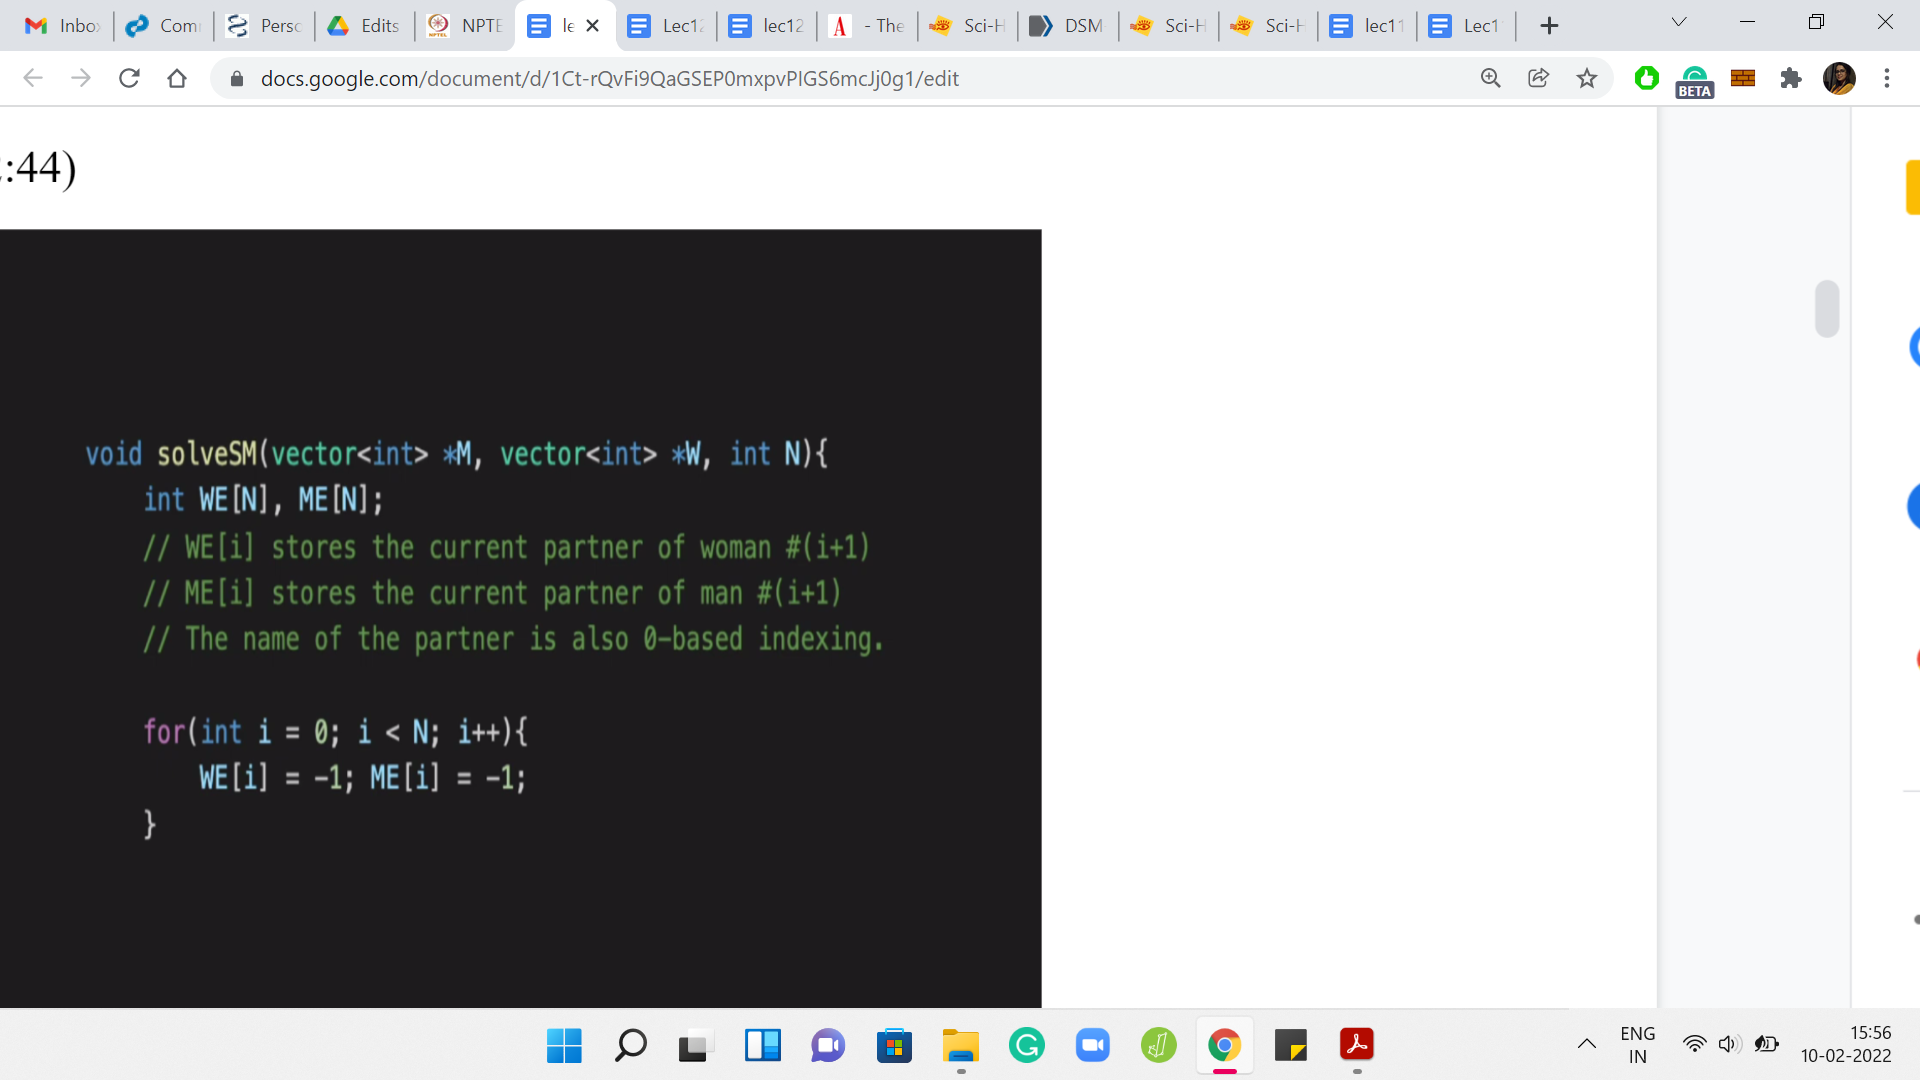 Inbo Com Perso Edits NPTE le Lec12 lec12 - The Sci-H DSM Sci-H Sci-H lec11 Lec1
docs.google.com/document/d/1Ct-rQvFi9QaGSEP0mxpvPIGS6mcJj0g1/edit
BETA
:44)
void solveSM(vector<int> *M, vector<int> *W, int N){
int WE[N], ME[N];
// WE[i] stores the current partner of woman #(i+1)
// ME[i] stores the current partner of man #(i+1)
// The name of the partner is also 0-based indexing.
for(int i = 0; i < N; i++){
WE[i] = -1; ME[i] = -1;
}
ENG
IN
15:56
10-02-2022